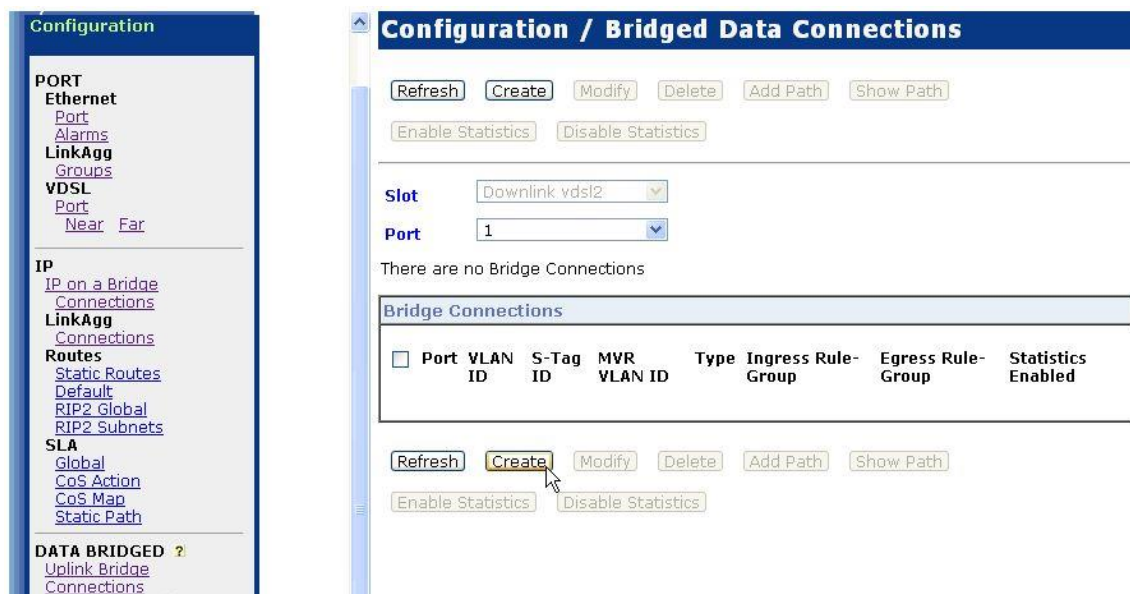 Configuration
PORT
Ethernet
Port
Alarms
LinkAgg
Groups
VDSL
Port
Near Far
IP
IP on a Bridge
Connections
LinkAgg
Connections
Routes
Static Routes
Default
RIP2 Global
RIP2 Subnets
SLA
Global
CoS Action
CoS Map
Static Path
DATA BRIDGED ?
Uplink Bridge
Connections
Configuration / Bridged Data Connections
Refresh Create Modify Delete Add Path Show Path
Enable Statistics Disable Statistics
Slot Downlink vdsl2
Port 1
There are no Bridge Connections
Bridge Connections
Port VLAN S-Tag MVR Type Ingress Rule- Egress Rule- Statistics
ID ID VLAN ID Group Group Enabled
Refresh Create Modify Delete Add Path Show Path
Enable Statistics Disable Statistics